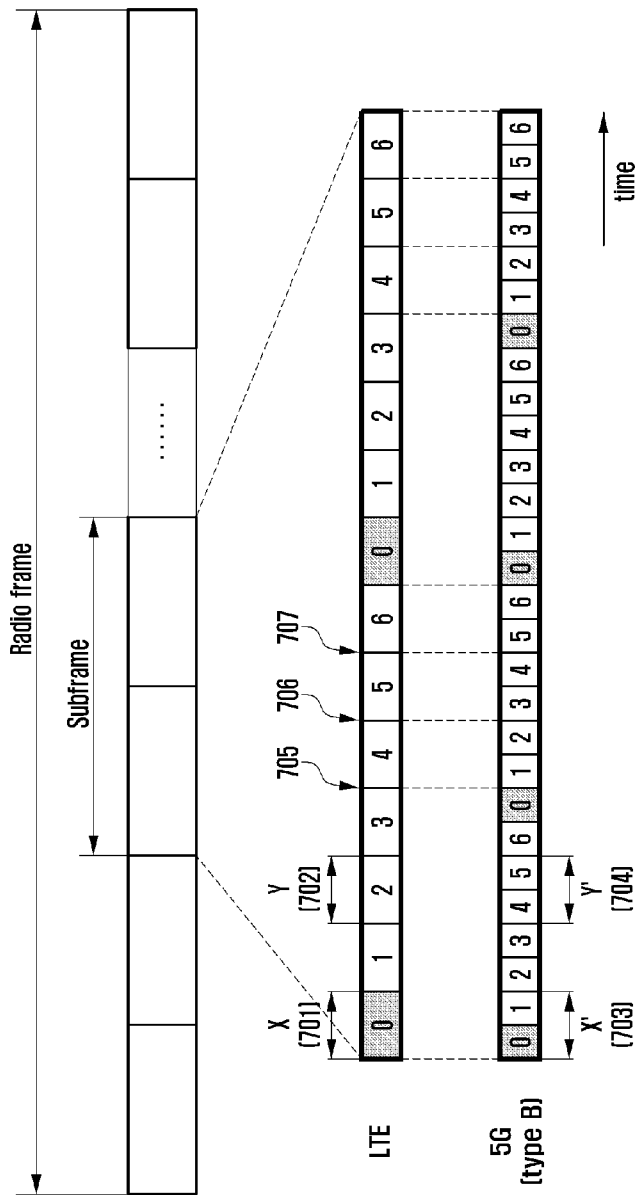 Radio frame
Subframe
......
X
[701]
Y
[702]
705
706
707
LTE
0 1 2 3 4 5 6 0 1 2 3 4 5 6
5G
[type B]
0 1 2 3 4 5 6 0 1 2 3 4 5 6 0 1 2 3 4 5 6 0 1 2 3 4 5 6
X'
[703]
Y'
[704]
time